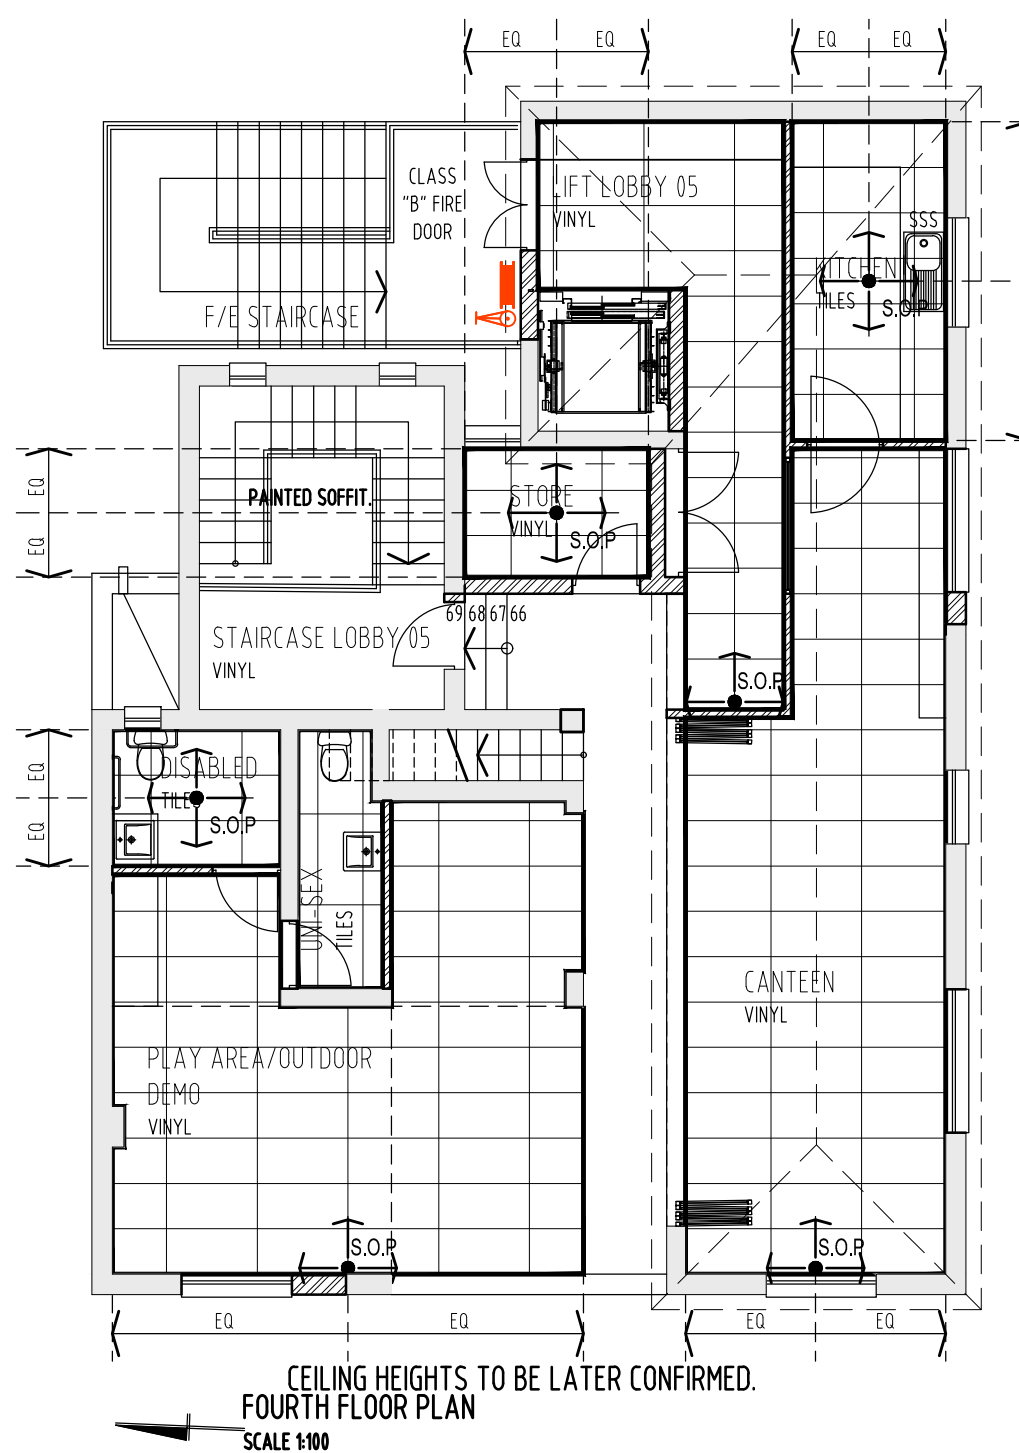 EQ
EQ
EQ
EQ
CLASS
"B" FIRE
DOOR
LIFT LOBBY 05
VINYL
SSS
KITCHEN
TILES
S.O.P
F/E STAIRCASE
EQ
EQ
PAINTED SOFFIT.
STORE
VINYL
S.O.P
69 68 67 66
STAIRCASE LOBBY 05
VINYL
S.O.P
EQ
EQ
DISABLED
TILES
S.O.P
UNI-SEX
TILES
CANTEEN
VINYL
PLAY AREA/OUTDOOR
DEMO
VINYL
S.O.P
S.O.P
EQ
EQ
EQ
EQ
CEILING HEIGHTS TO BE LATER CONFIRMED.
FOURTH FLOOR PLAN
SCALE 1:100